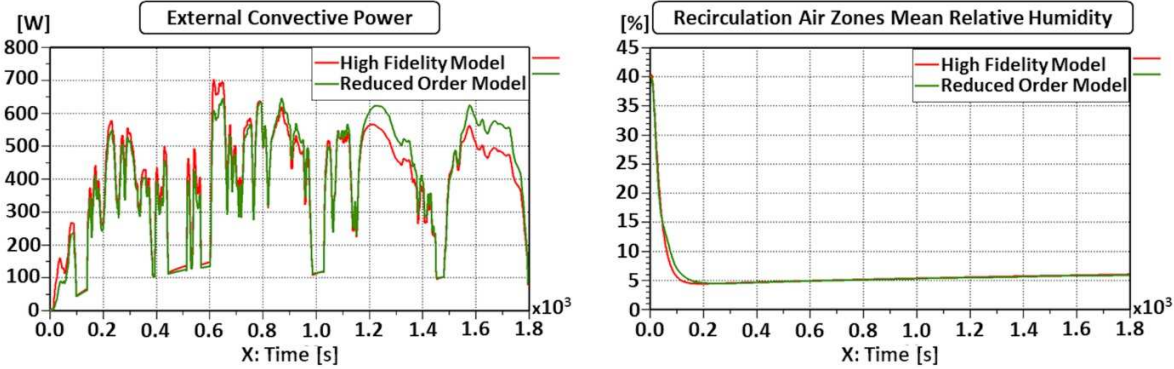 External Convective Power
[W]
800
700
600
500
400
300
200
100
0
High Fidelity Model
Reduced Order Model
0.0 0.2 0.4 0.6 0.8 1.0 1.2 1.4 1.6 1.8
x10³
X: Time [s]
Recirculation Air Zones Mean Relative Humidity
[%]
45
40
35
30
25
20
15
10
5
0
High Fidelity Model
Reduced Order Model
0.0 0.2 0.4 0.6 0.8 1.0 1.2 1.4 1.6 1.8
x10³
X: Time [s]